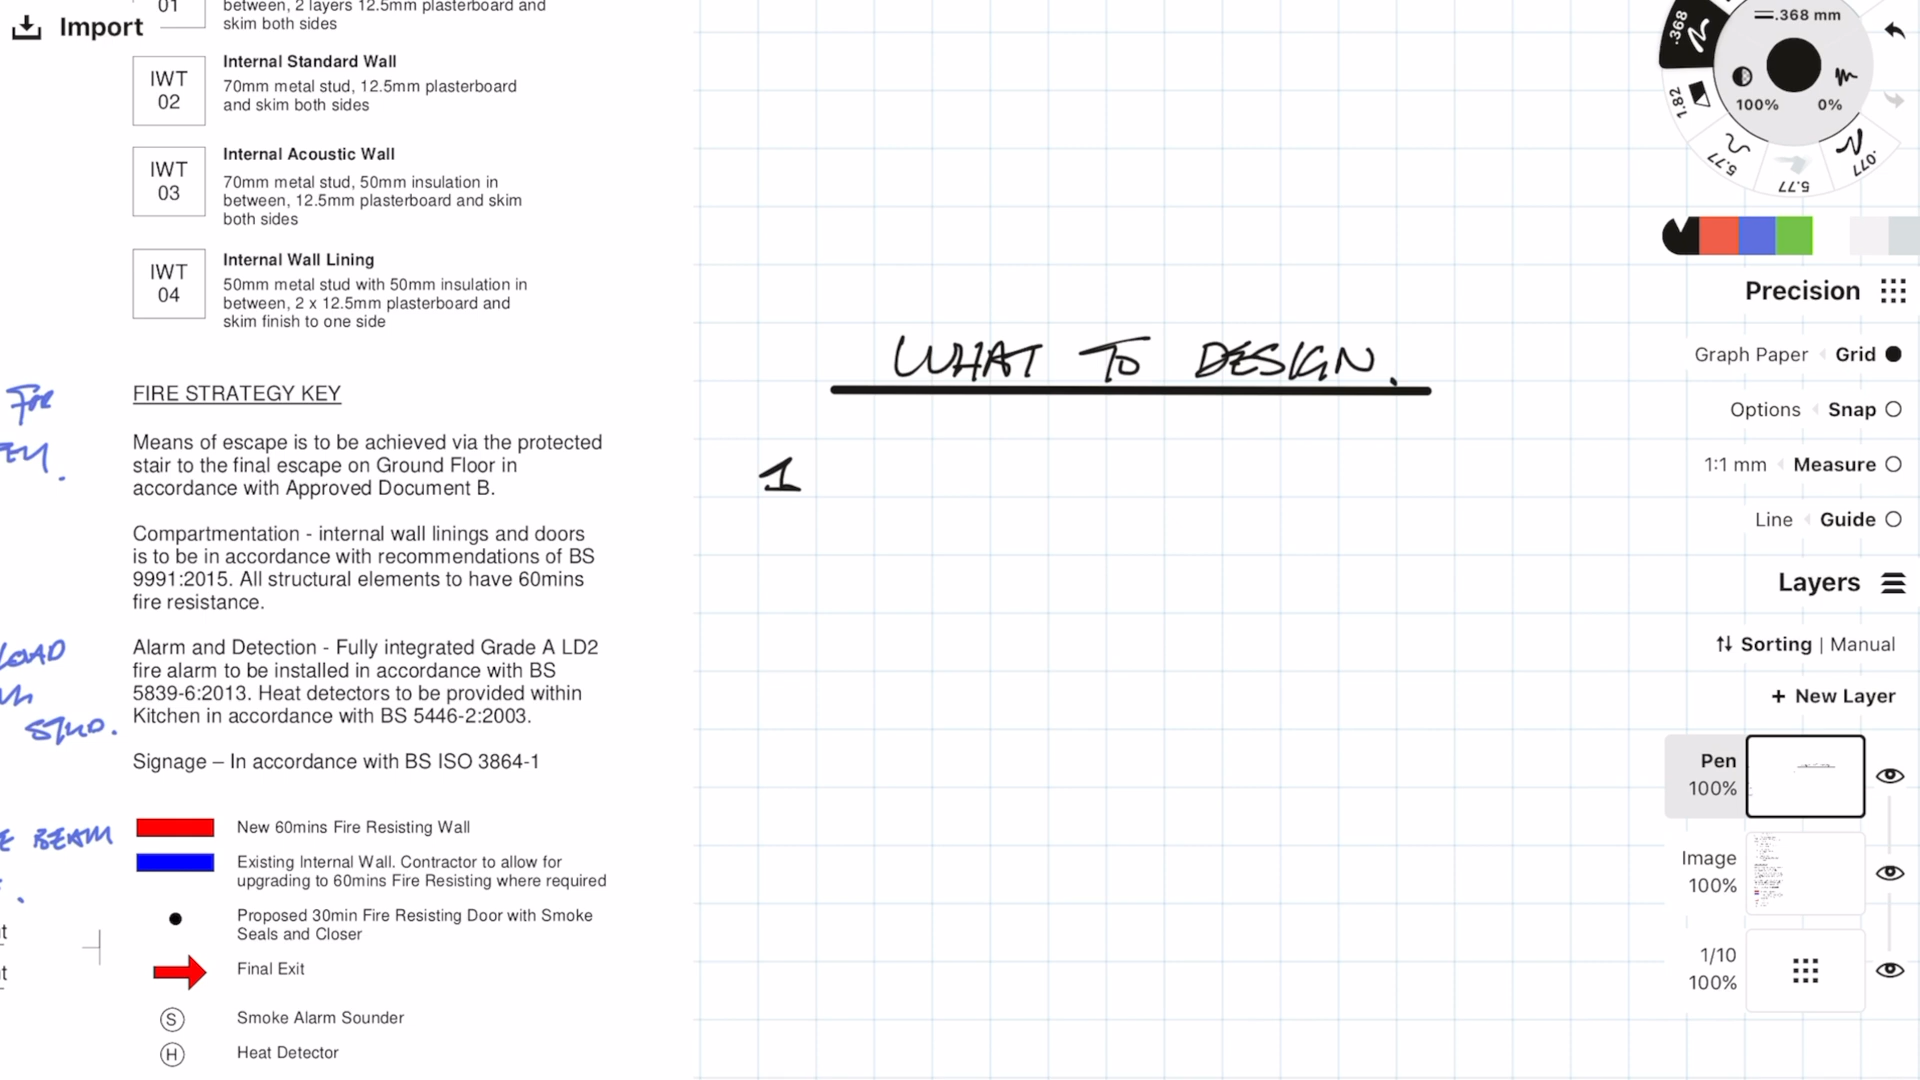 Import
01
between, 2 layers 12.5mm plasterboard and
skim both sides
IWT
02
Internal Standard Wall
70mm metal stud, 12.5mm plasterboard
and skim both sides
IWT
03
Internal Acoustic Wall
70mm metal stud, 50mm insulation in
between, 12.5mm plasterboard and skim
both sides
IWT
04
Internal Wall Lining
50mm metal stud with 50mm insulation in
between, 2 x 12.5mm plasterboard and
skim finish to one side
FOR
FIRE STRATEGY KEY
Means of escape is to be achieved via the protected
stair to the final escape on Ground Floor in
accordance with Approved Document B.
Compartmentation - internal wall linings and doors
is to be in accordance with recommendations of BS
9991:2015. All structural elements to have 60mins
fire resistance.
LOAD
STUD.
Alarm and Detection - Fully integrated Grade A LD2
fire alarm to be installed in accordance with BS
5839-6:2013. Heat detectors to be provided within
Kitchen in accordance with BS 5446-2:2003.
Signage – In accordance with BS ISO 3864-1
BEAM
New 60mins Fire Resisting Wall
Existing Internal Wall. Contractor to allow for
upgrading to 60mins Fire Resisting where required
Proposed 30min Fire Resisting Door with Smoke
Seals and Closer
Final Exit
S Smoke Alarm Sounder
H Heat Detector
WHAT TO DESIGN.
1
.368 mm
.368
1.82
100% 0%
5.77
5.77
.077
Precision
Graph Paper Grid
Options Snap
1:1 mm Measure
Line Guide
Layers
Sorting | Manual
+ New Layer
Pen
100%
Image
100%
1/10
100%